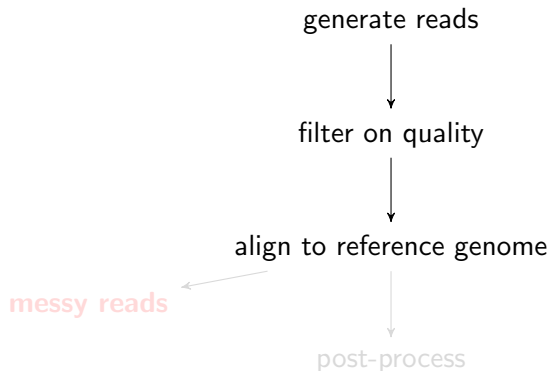 generate reads
filter on quality
align to reference genome
messy reads
post-process